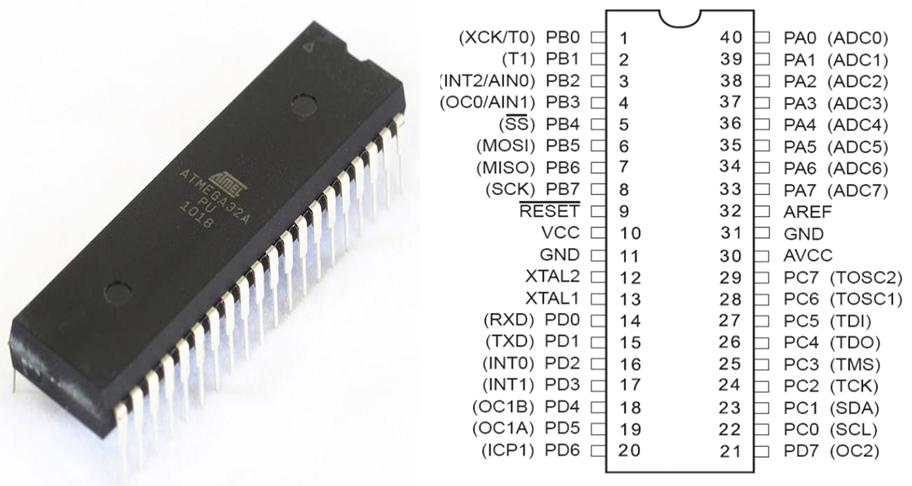 ATMEL
ATMEGA32A
PU
1018
(XCK/T0) PB0 1 40 PA0 (ADC0)
(T1) PB1 2 39 PA1 (ADC1)
(INT2/AIN0) PB2 3 38 PA2 (ADC2)
(OC0/AIN1) PB3 4 37 PA3 (ADC3)
(SS) PB4 5 36 PA4 (ADC4)
(MOSI) PB5 6 35 PA5 (ADC5)
(MISO) PB6 7 34 PA6 (ADC6)
(SCK) PB7 8 33 PA7 (ADC7)
RESET 9 32 AREF
VCC 10 31 GND
GND 11 30 AVCC
XTAL2 12 29 PC7 (TOSC2)
XTAL1 13 28 PC6 (TOSC1)
(RXD) PD0 14 27 PC5 (TDI)
(TXD) PD1 15 26 PC4 (TDO)
(INT0) PD2 16 25 PC3 (TMS)
(INT1) PD3 17 24 PC2 (TCK)
(OC1B) PD4 18 23 PC1 (SDA)
(OC1A) PD5 19 22 PC0 (SCL)
(ICP1) PD6 20 21 PD7 (OC2)